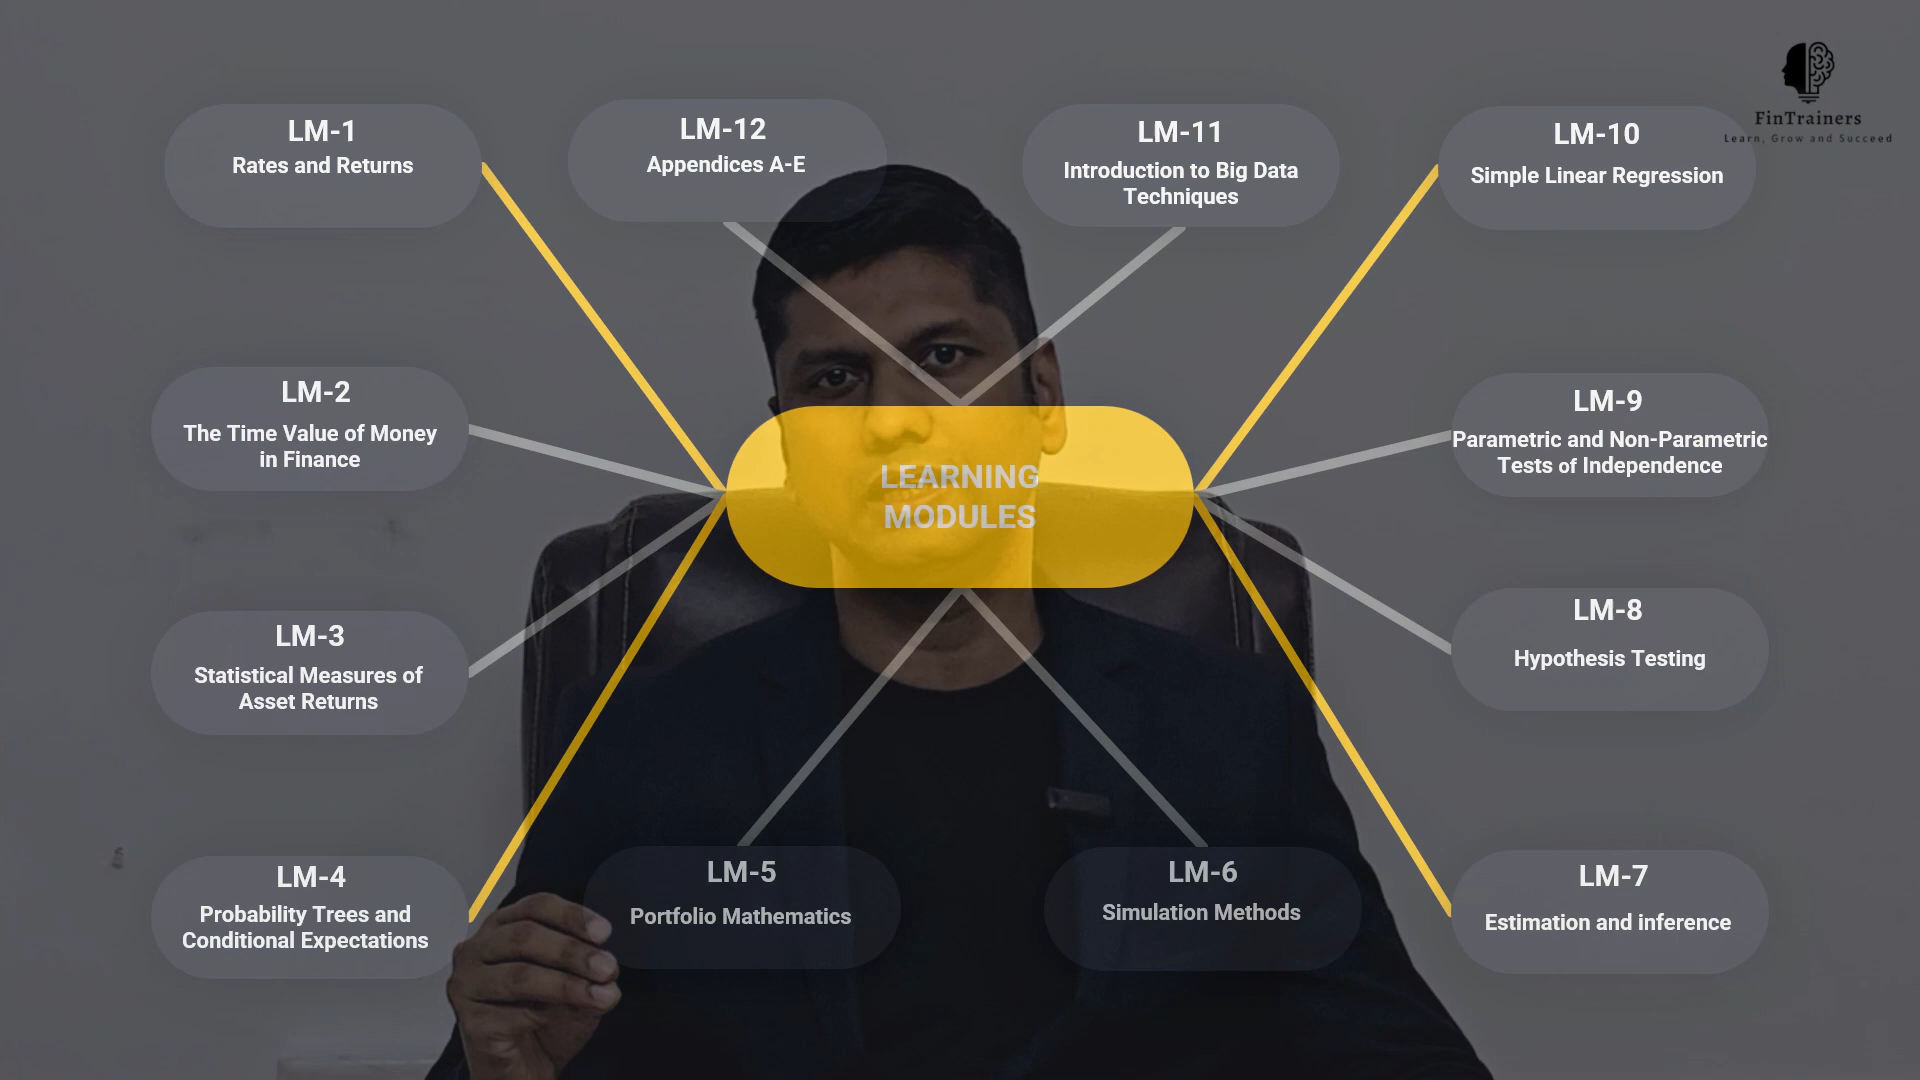 FinTrainers
Learn, Grow and Succeed
LM-1
Rates and Returns
LM-12
Appendices A-E
LM-11
Introduction to Big Data
Techniques
LM-10
Simple Linear Regression
LM-2
The Time Value of Money
in Finance
LEARNING
MODULES
LM-9
Parametric and Non-Parametric
Tests of Independence
LM-3
Statistical Measures of
Asset Returns
LM-8
Hypothesis Testing
LM-4
Probability Trees and
Conditional Expectations
LM-5
Portfolio Mathematics
LM-6
Simulation Methods
LM-7
Estimation and inference